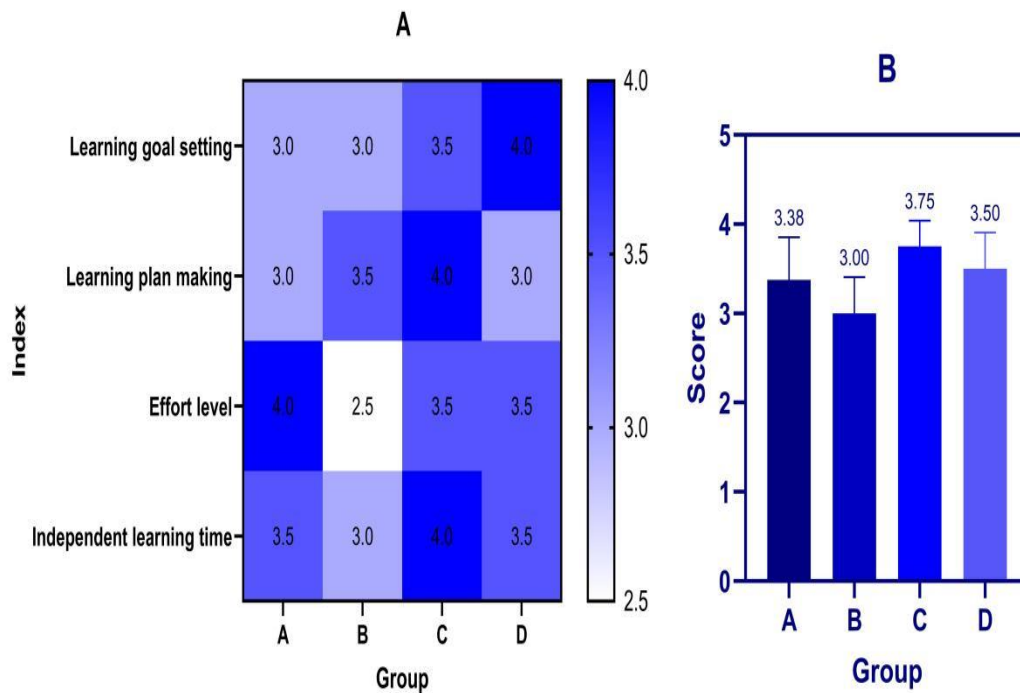 A
Index
Learning goal setting 3.0 3.0 3.5 4.0
Learning plan making 3.0 3.5 4.0 3.0
Effort level 4.0 2.5 3.5 3.5
Independent learning time 3.5 3.0 4.0 3.5
A B C D
Group
4.0
3.5
3.0
2.5
B
Score
5
4
3
2
1
0
3.38 3.00 3.75 3.50
A B C D
Group